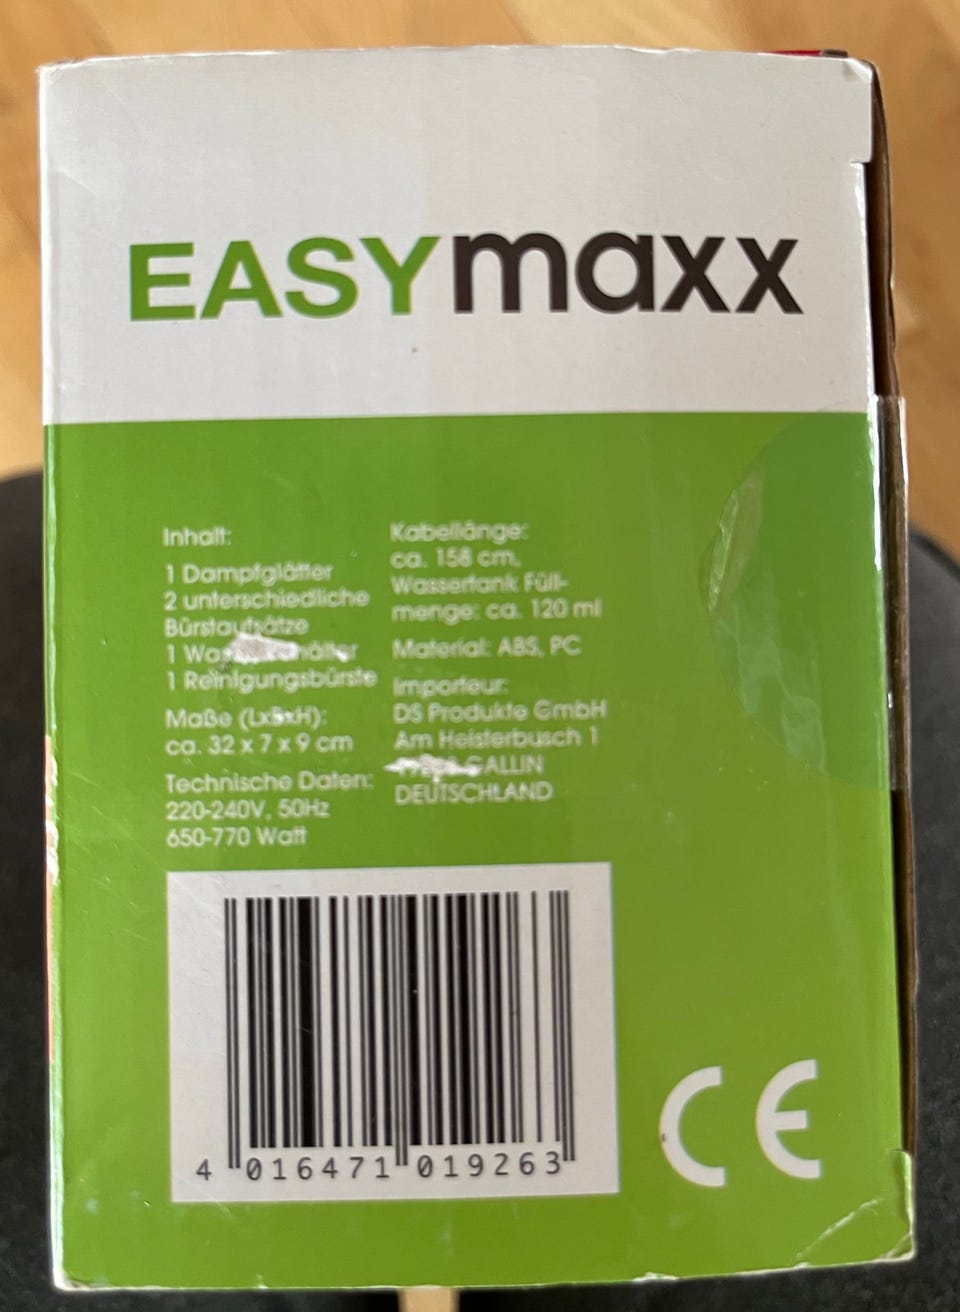 EASYmaxx
Inhalt:
1 Dampfglätter
2 unterschiedliche
Bürstaufsätze
1
1 Reinigungsbürste
Maße (LxBxH):
ca. 32 x 7 x 9 cm
Technische Daten:
220-240V, 50Hz
650-770 Watt
Kabellänge:
ca. 158 cm,
Wassertank Füll-
menge: ca. 120 ml
Material: ABS, PC
Importeur:
DS Produkte GmbH
Am Heisterbusch 1
GALLIN
DEUTSCHLAND
4 016471 019263
CE